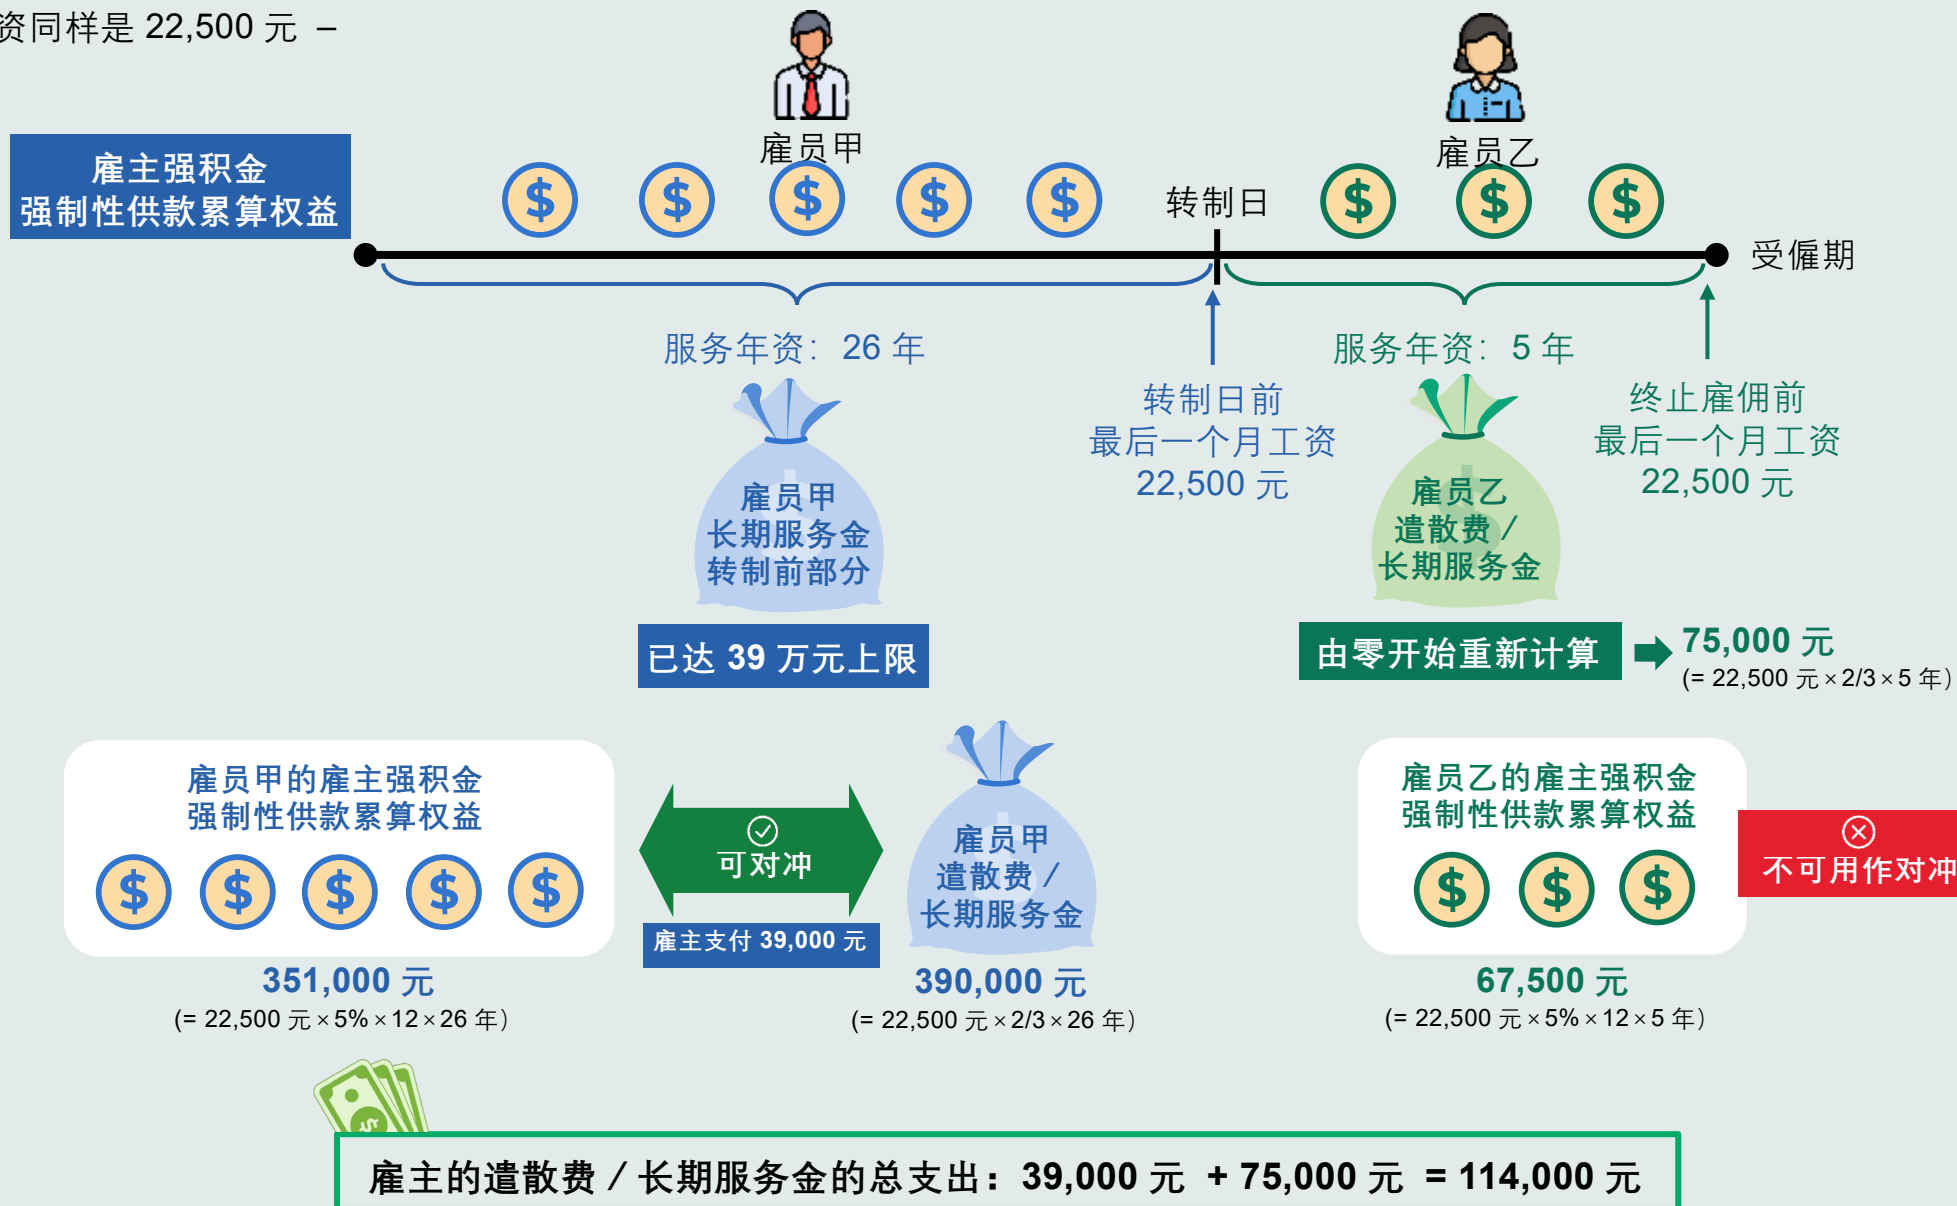 资同样是 22,500 元 –
雇员甲
雇员乙
雇主强积金
强制性供款累算权益
转制日
受僱期
服务年资：26 年
服务年资：5 年
转制日前
最后一个月工资
22,500 元
终止雇佣前
最后一个月工资
22,500 元
雇员甲
长期服务金
转制前部分
雇员乙
遣散费／
长期服务金
已达 39 万元上限
由零开始重新计算
75,000 元
(= 22,500 元×2/3×5 年)
雇员甲的雇主强积金
强制性供款累算权益
351,000 元
(= 22,500 元×5%×12×26 年)
可对冲
雇主支付 39,000 元
雇员甲
遣散费／
长期服务金
390,000 元
(= 22,500 元×2/3×26 年)
雇员乙的雇主强积金
强制性供款累算权益
67,500 元
(= 22,500 元×5%×12×5 年)
不可用作对冲
雇主的遣散费／长期服务金的总支出：39,000 元 + 75,000 元 = 114,000 元